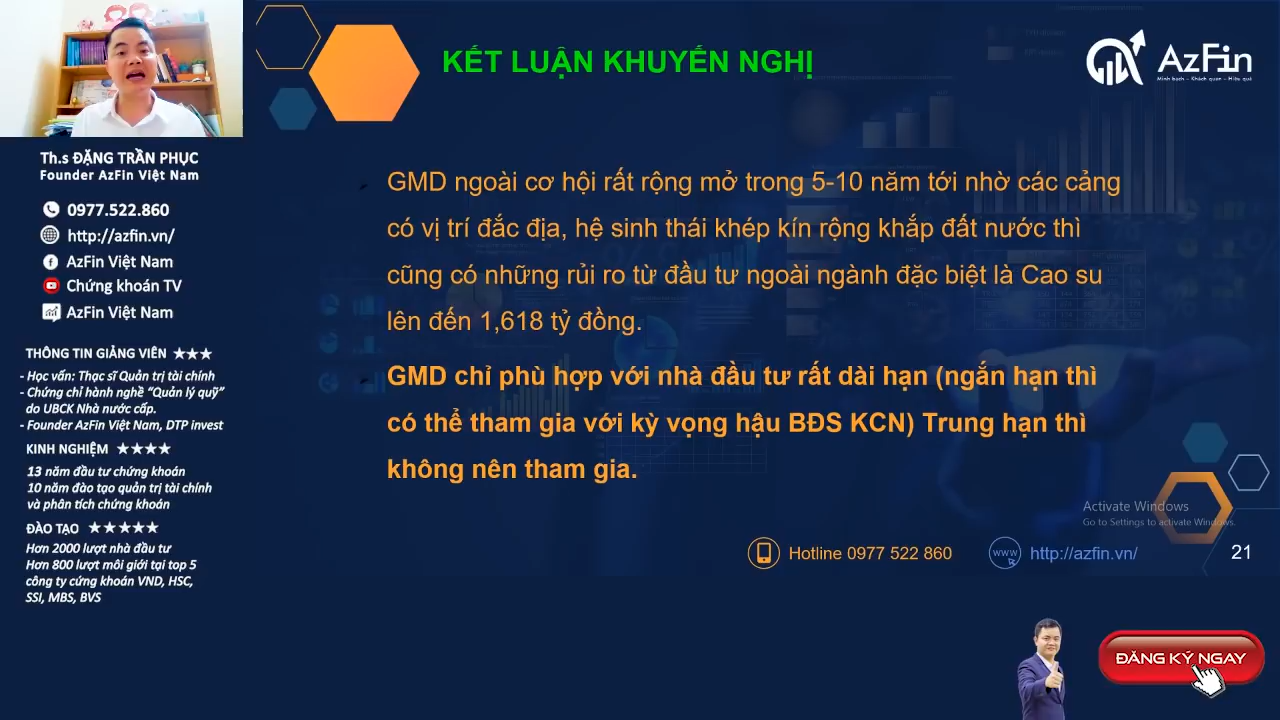 KẾT LUẬN KHUYẾN NGHỊ
AzFin
Minh bạch - Khách quan - Hiệu quả
Th.s ĐẶNG TRẦN PHỤC
Founder AzFin Việt Nam
0977.522.860
http://azfin.vn/
AzFin Việt Nam
Chứng khoán TV
AzFin Việt Nam
THÔNG TIN GIẢNG VIÊN ★★★
- Học vấn: Thạc sĩ Quản trị tài chính
- Chứng chỉ hành nghề “Quản lý quỹ”
do UBCK Nhà nước cấp.
- Founder AzFin Việt Nam, DTP invest
KINH NGHIỆM ★★★★
13 năm đầu tư chứng khoán
10 năm đào tạo quản trị tài chính
và phân tích chứng khoán
ĐÀO TẠO ★★★★★
Hơn 2000 lượt nhà đầu tư
Hơn 800 lượt môi giới tại top 5
công ty cứng khoán VND, HSC,
SSI, MBS, BVS
GMD ngoài cơ hội rất rộng mở trong 5-10 năm tới nhờ các cảng
có vị trí đắc địa, hệ sinh thái khép kín rộng khắp đất nước thì
cũng có những rủi ro từ đầu tư ngoài ngành đặc biệt là Cao su
lên đến 1,618 tỷ đồng.
GMD chỉ phù hợp với nhà đầu tư rất dài hạn (ngắn hạn thì
có thể tham gia với kỳ vọng hậu BĐS KCN) Trung hạn thì
không nên tham gia.
Activate Windows
Go to Settings to activate Windows.
Hotline 0977 522 860
www
http://azfin.vn/
21
ĐĂNG KÝ NGAY